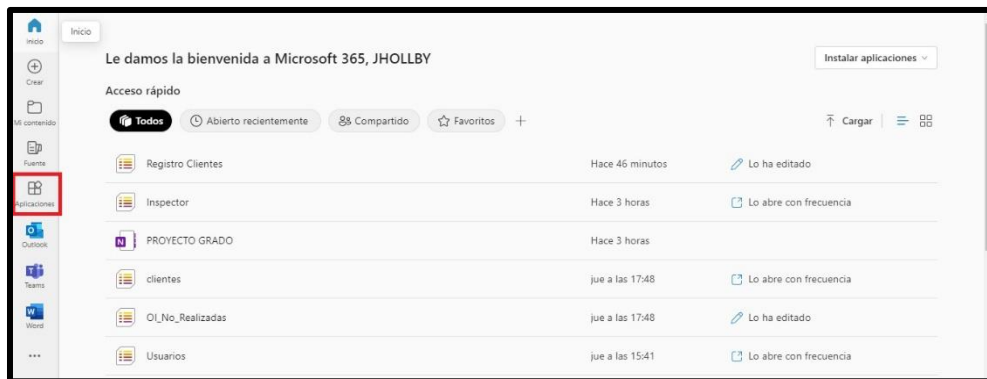 Inicio
Inicio
Crear
Mi contenido
Fuente
Aplicaciones
Outlook
Teams
Word
Le damos la bienvenida a Microsoft 365, JHOLLBY
Instalar aplicaciones
Acceso rápido
Todos Abierto recientemente Compartido Favoritos
Cargar
Registro Clientes Hace 46 minutos Lo ha editado
Inspector Hace 3 horas Lo abre con frecuencia
N PROYECTO GRADO Hace 3 horas
clientes jue a las 17:48 Lo abre con frecuencia
OI_No_Realizadas jue a las 17:48 Lo ha editado
Usuarios jue a las 15:41 Lo abre con frecuencia